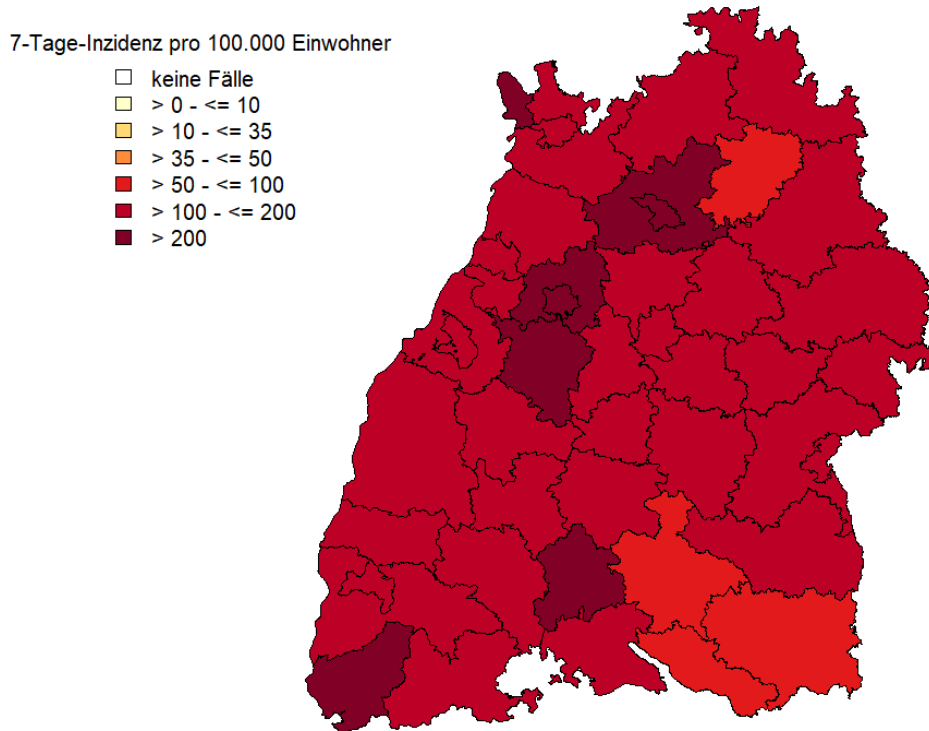 7-Tage-Inzidenz pro 100.000 Einwohner
keine Fälle
> 0 - <= 10
> 10 - <= 35
> 35 - <= 50
> 50 - <= 100
> 100 - <= 200
> 200